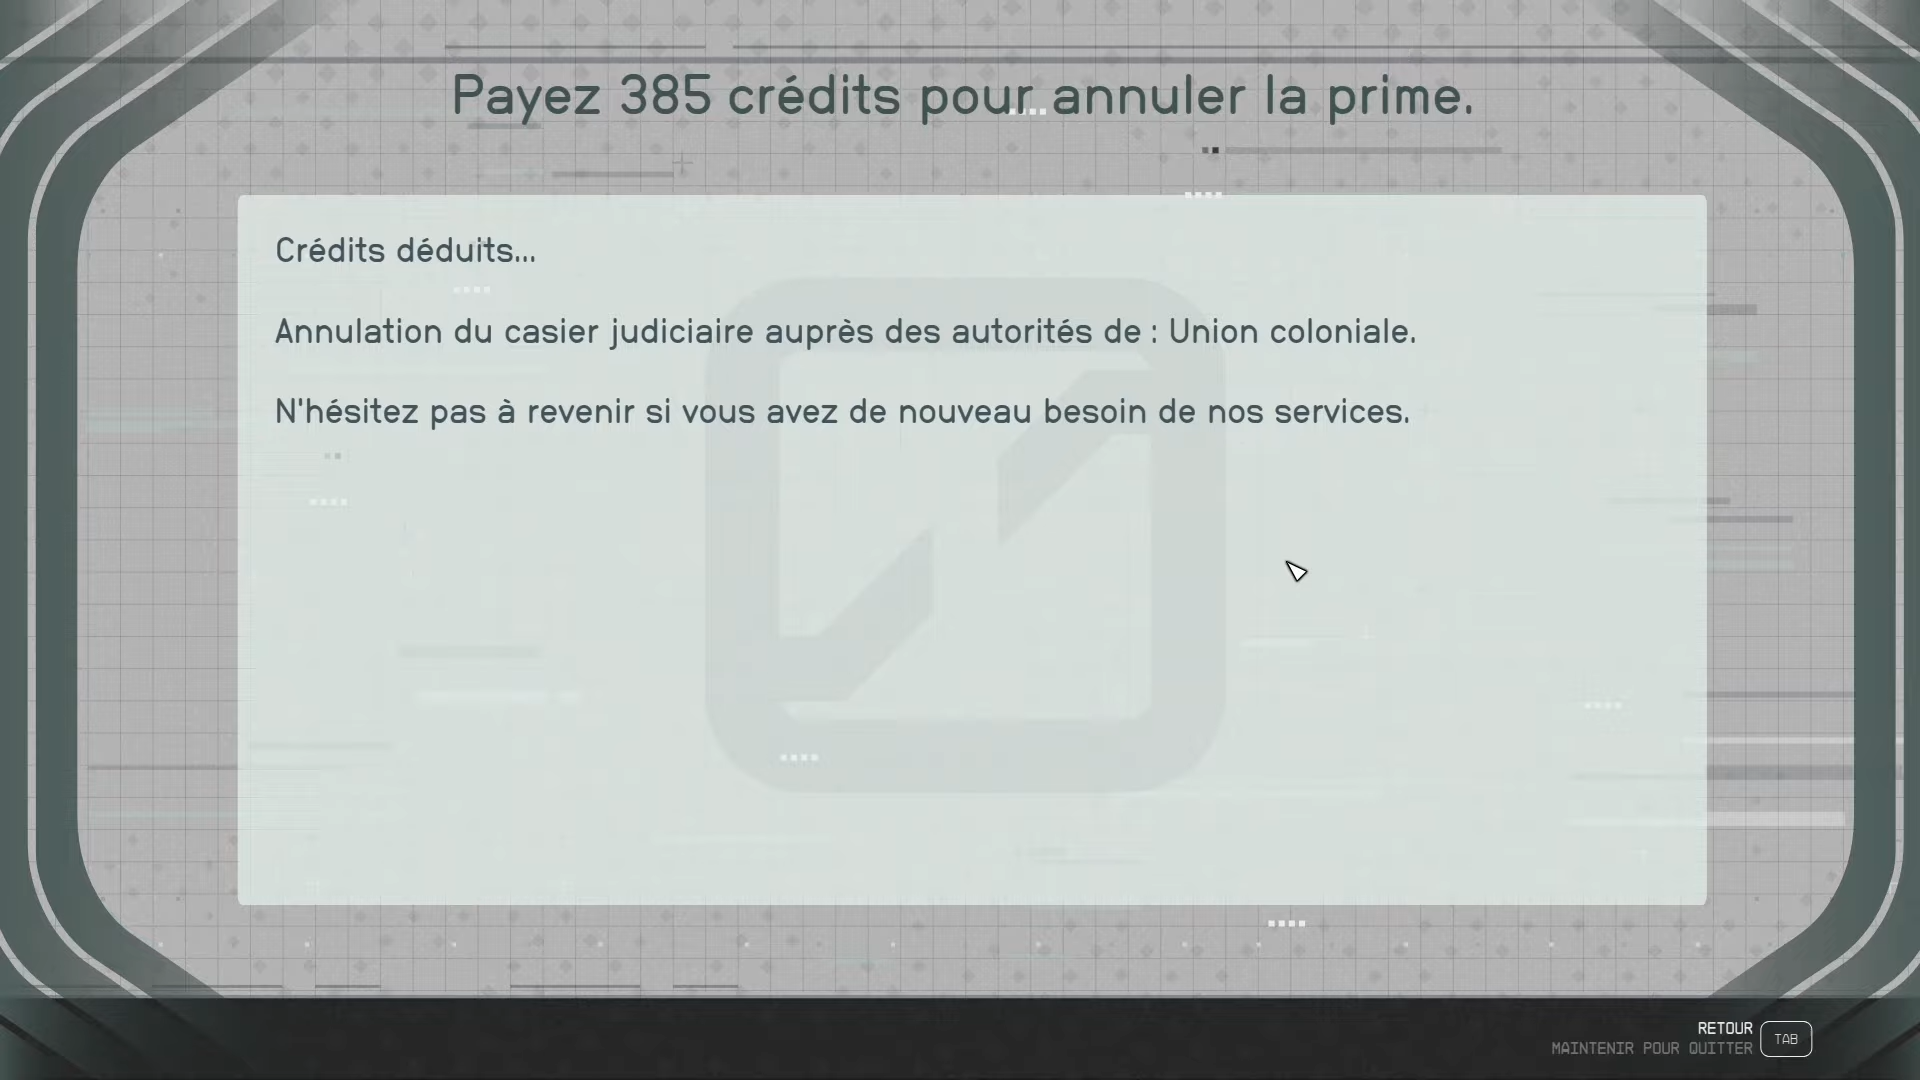 Payez 385 crédits pour annuler la prime.
Crédits déduits...
Annulation du casier judiciaire auprès des autorités de : Union coloniale.
N'hésitez pas à revenir si vous avez de nouveau besoin de nos services.
RETOUR
MAINTENIR POUR QUITTER
TAB